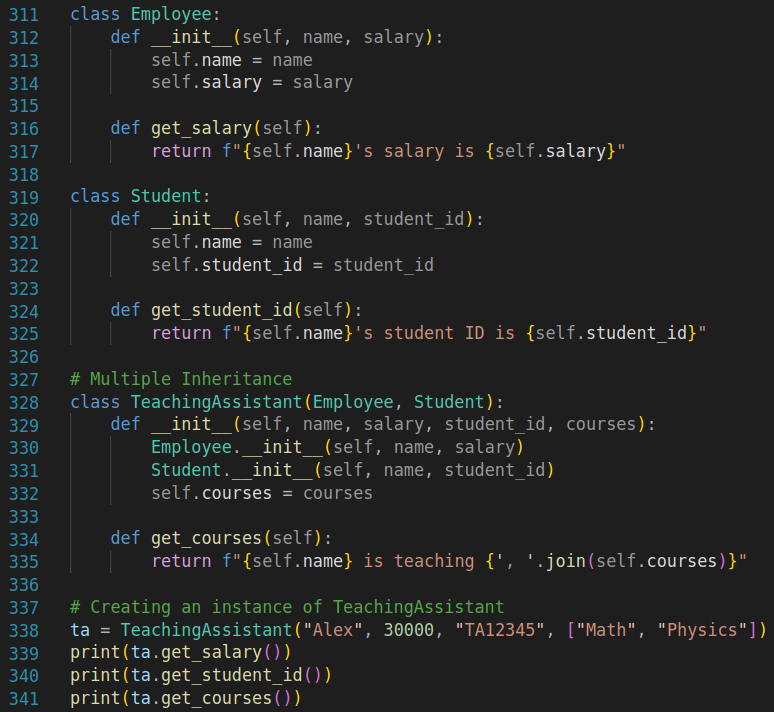 311 class Employee:
312     def __init__(self, name, salary):
313         self.name = name
314         self.salary = salary
315
316     def get_salary(self):
317         return f"{self.name}'s salary is {self.salary}"
318
319 class Student:
320     def __init__(self, name, student_id):
321         self.name = name
322         self.student_id = student_id
323
324     def get_student_id(self):
325         return f"{self.name}'s student ID is {self.student_id}"
326
327 # Multiple Inheritance
328 class TeachingAssistant(Employee, Student):
329     def __init__(self, name, salary, student_id, courses):
330         Employee.__init__(self, name, salary)
331         Student.__init__(self, name, student_id)
332         self.courses = courses
333
334     def get_courses(self):
335         return f"{self.name} is teaching {', '.join(self.courses)}"
336
337 # Creating an instance of TeachingAssistant
338 ta = TeachingAssistant("Alex", 30000, "TA12345", ["Math", "Physics"])
339 print(ta.get_salary())
340 print(ta.get_student_id())
341 print(ta.get_courses())